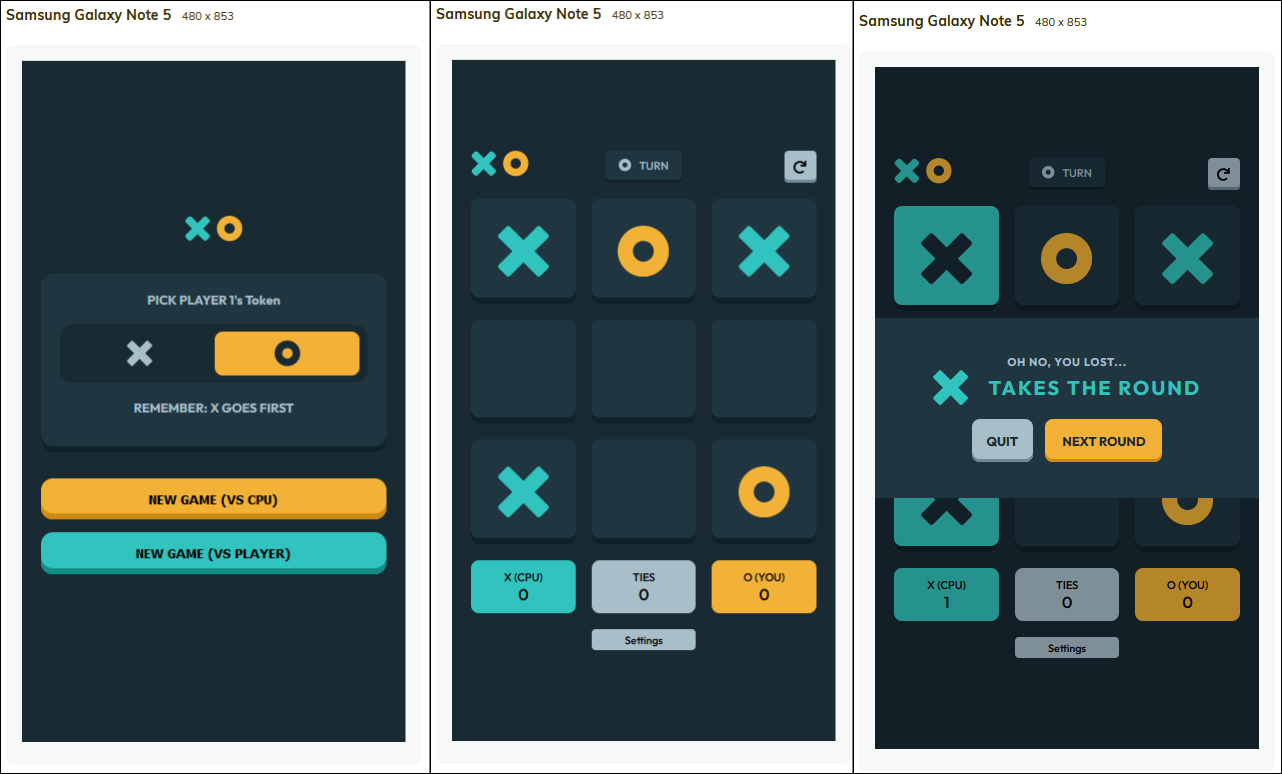 Samsung Galaxy Note 5 480 x 853
PICK PLAYER 1's Token
REMEMBER: X GOES FIRST
NEW GAME (VS CPU)
NEW GAME (VS PLAYER)
Samsung Galaxy Note 5 480 x 853
TURN
X (CPU)
0
TIES
0
O (YOU)
0
Settings
Samsung Galaxy Note 5 480 x 853
TURN
OH NO, YOU LOST...
TAKES THE ROUND
QUIT
NEXT ROUND
X (CPU)
1
TIES
0
O (YOU)
0
Settings